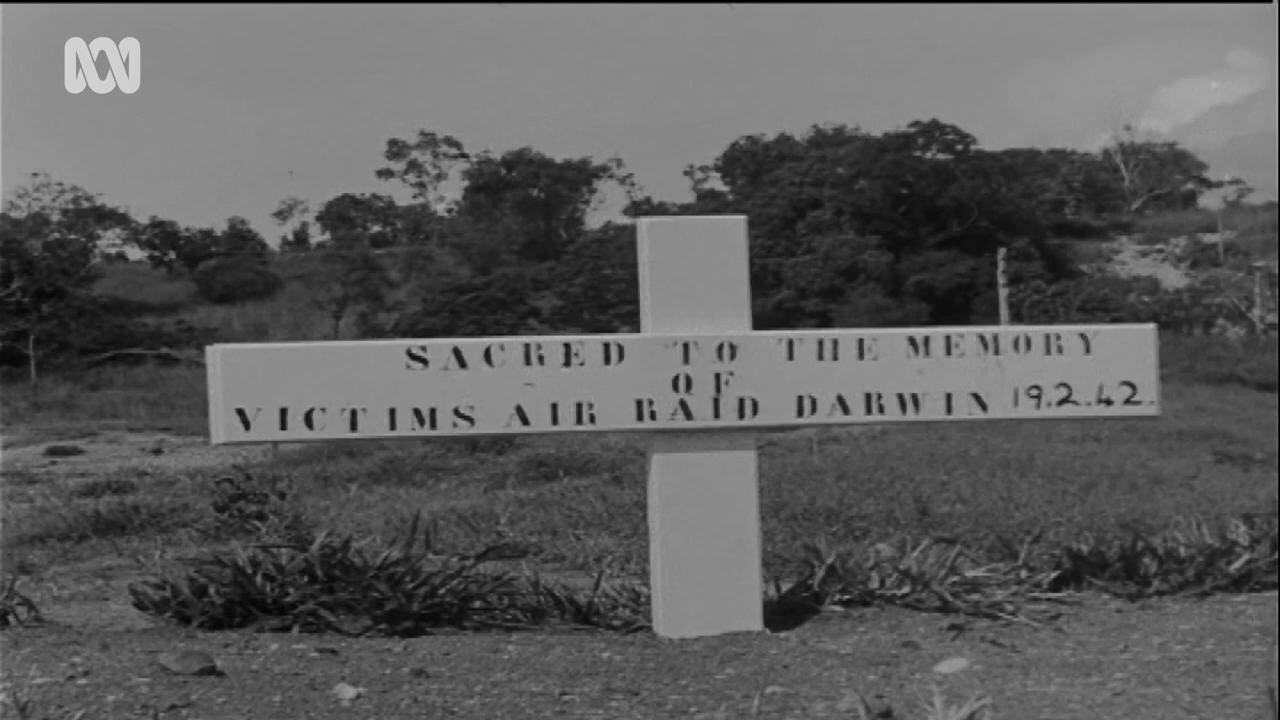 SACRED TO THE MEMORY
OF
VICTIMS AIR RAID DARWIN 19.2.42.